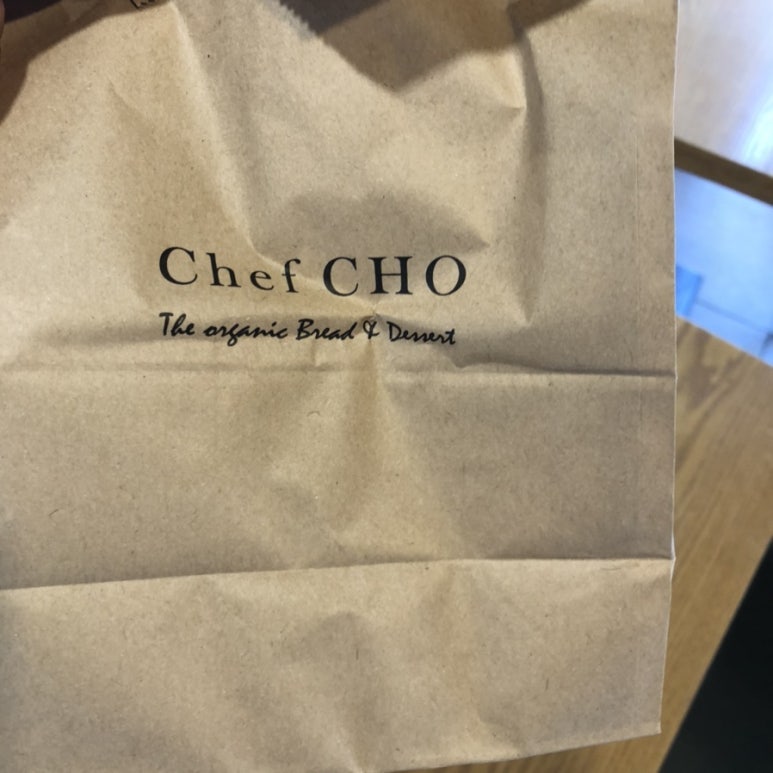 Chef CHO
The organic Bread & Dessert